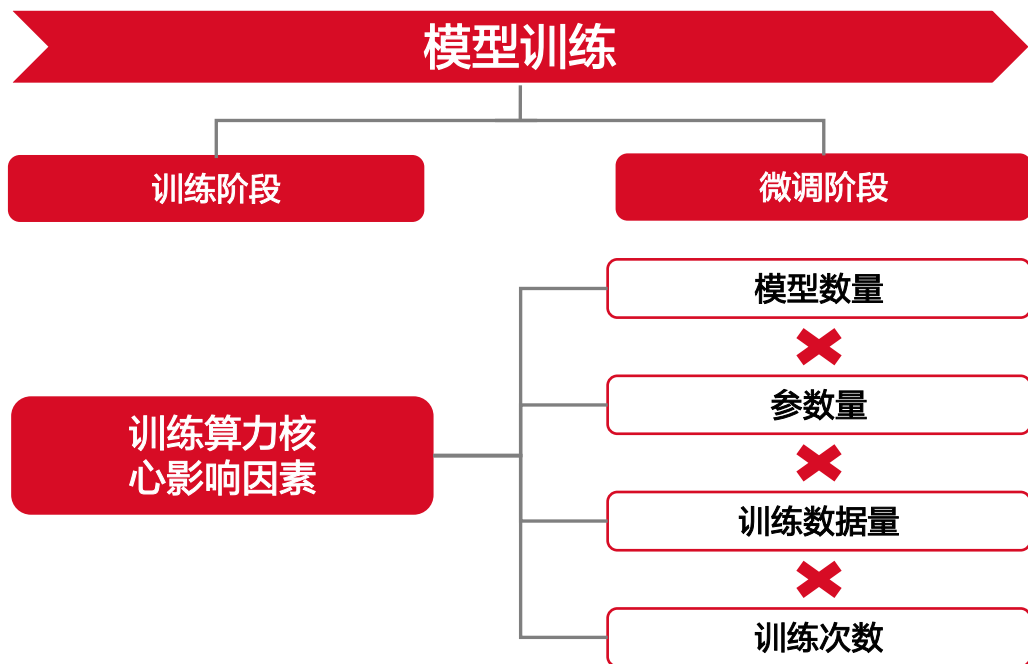 模型训练
训练阶段
微调阶段
模型数量
参数量
训练算力核
心影响因素
训练数据量
训练次数